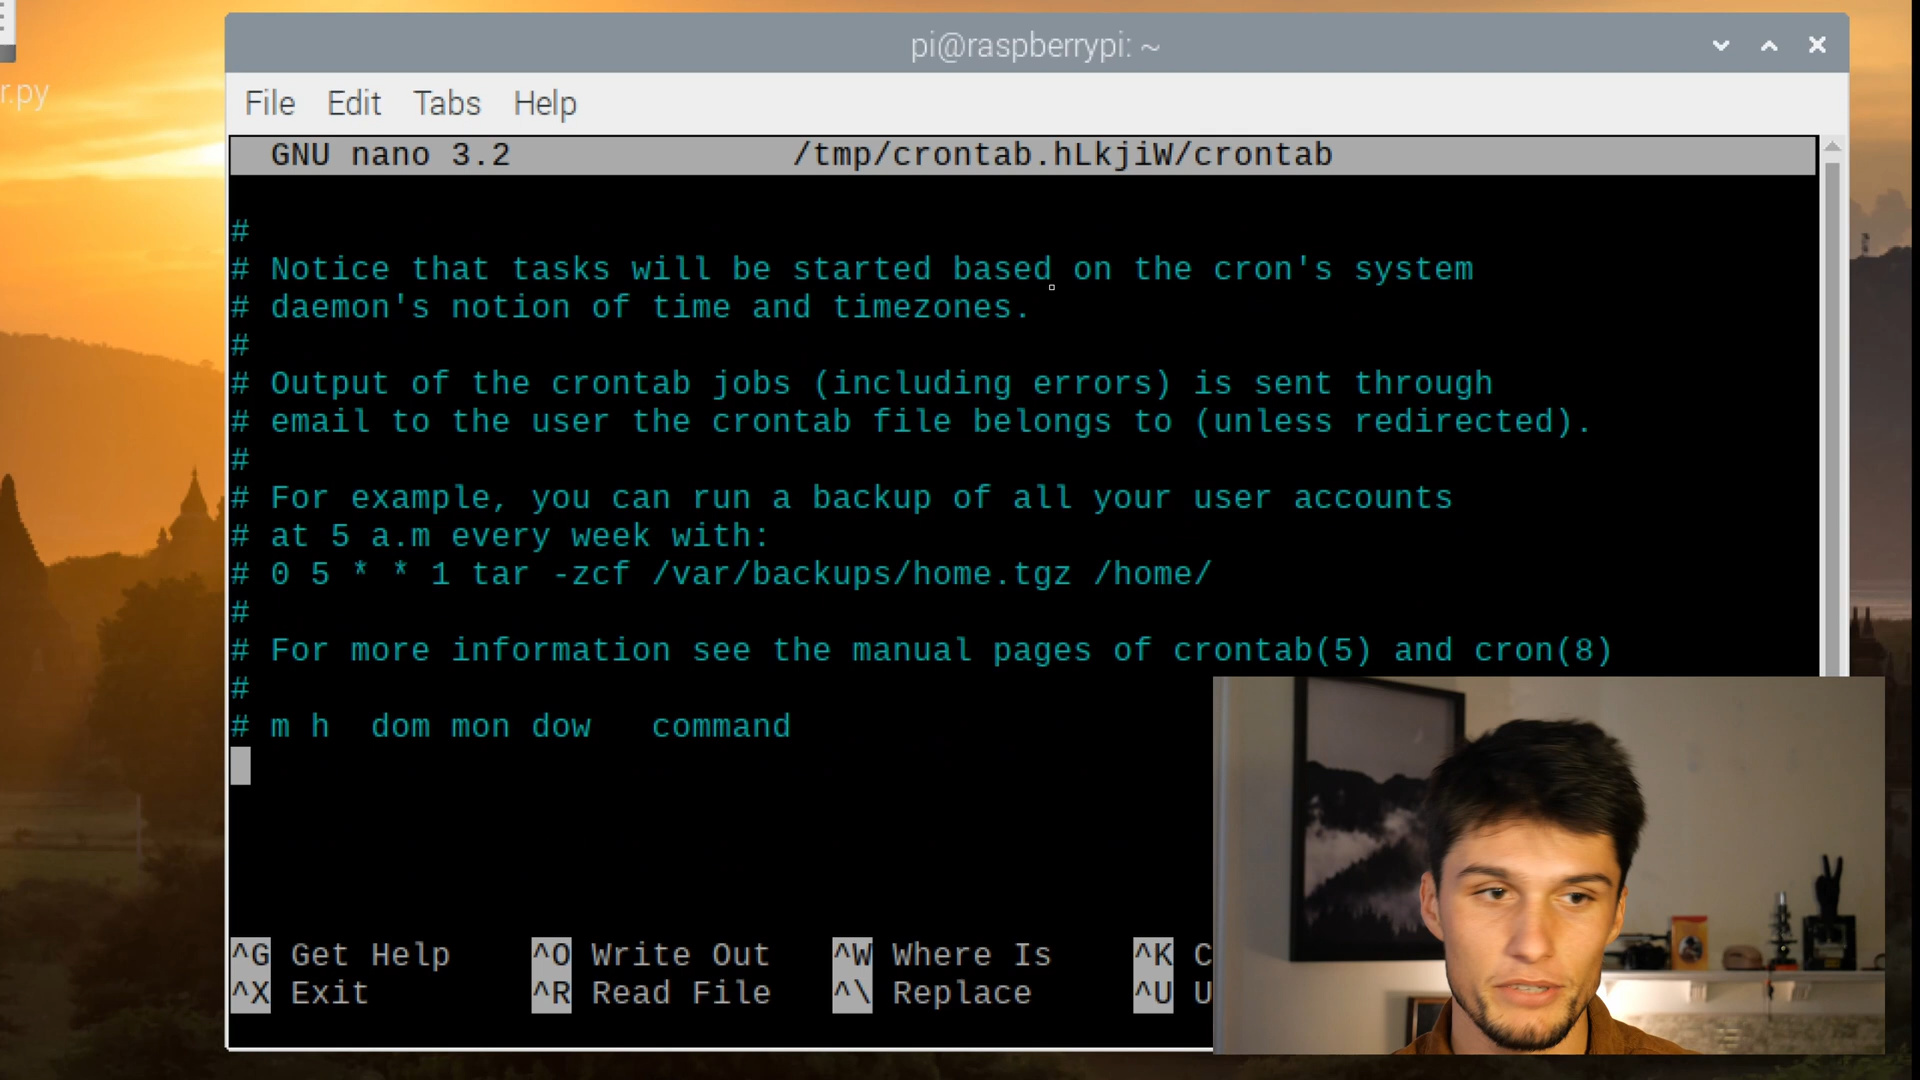 r.py
pi@raspberrypi: ~
File Edit Tabs Help
GNU nano 3.2 /tmp/crontab.hLkjiW/crontab
#
# Notice that tasks will be started based on the cron's system
# daemon's notion of time and timezones.
#
# Output of the crontab jobs (including errors) is sent through
# email to the user the crontab file belongs to (unless redirected).
#
# For example, you can run a backup of all your user accounts
# at 5 a.m every week with:
# 0 5 * * 1 tar -zcf /var/backups/home.tgz /home/
#
# For more information see the manual pages of crontab(5) and cron(8)
#
# m h  dom mon dow   command
^G Get Help ^O Write Out ^W Where Is ^K C
^X Exit ^R Read File ^\ Replace ^U U